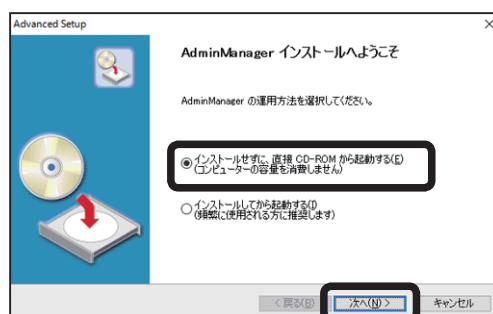 Advanced Setup
AdminManager インストールへようこそ
AdminManager の運用方法を選択してください。
インストールせずに、直接 CD-ROM から起動する(E)
(コンピューターの容量を消費しません)
インストールしてから起動する(I)
(頻繁に使用される方に推奨します)
< 戻る(B)
次へ(N) >
キャンセル